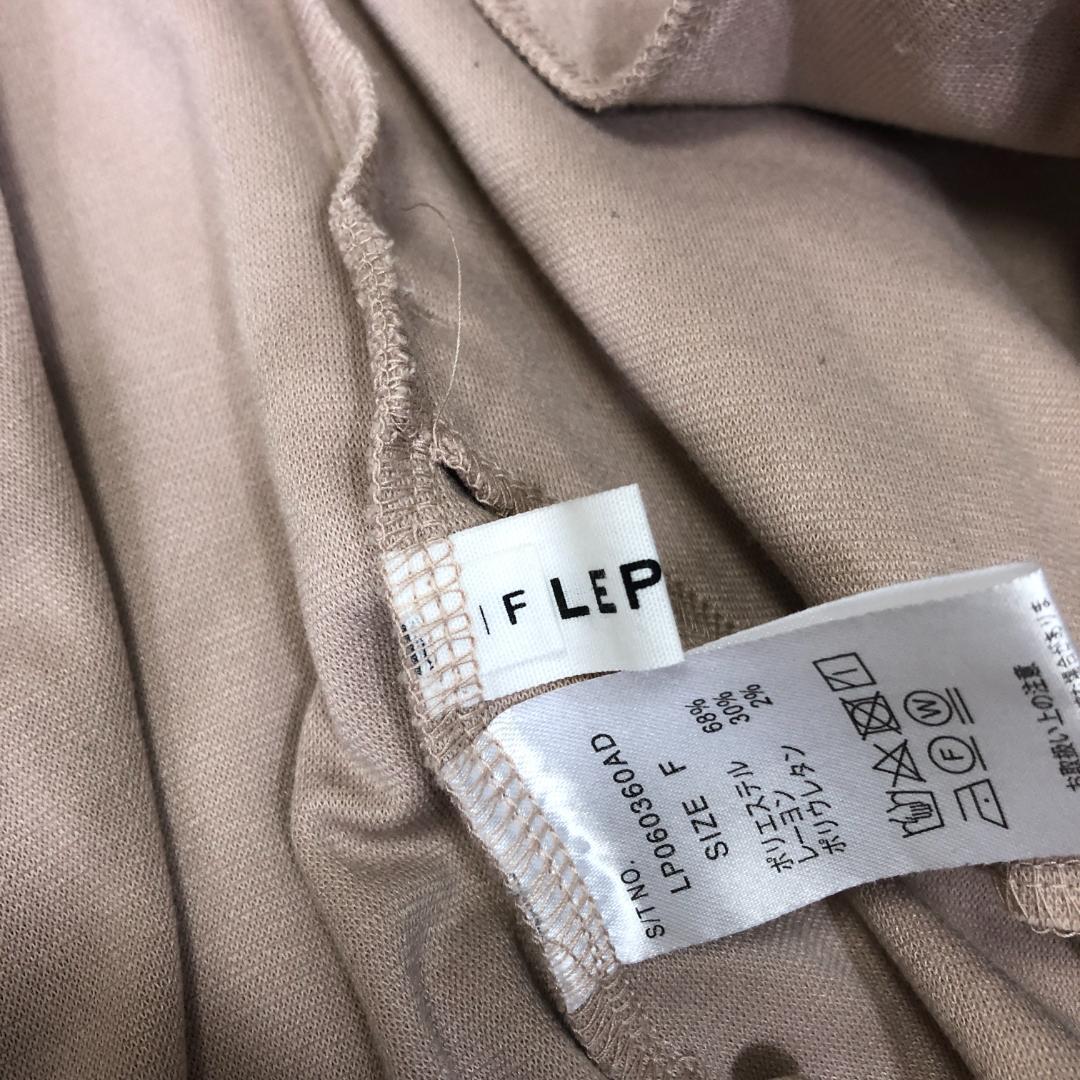 F LEP
S/T NO.
LP060360AD
SIZE F
ポリエステル 68%
レーヨン 30%
ポリウレタン 2%
W
F
お取扱い上の注意